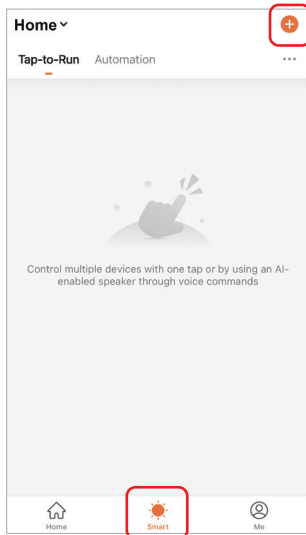 Home
Tap-to-Run Automation
Control multiple devices with one tap or by using an AI-
enabled speaker through voice commands
Home Smart Me